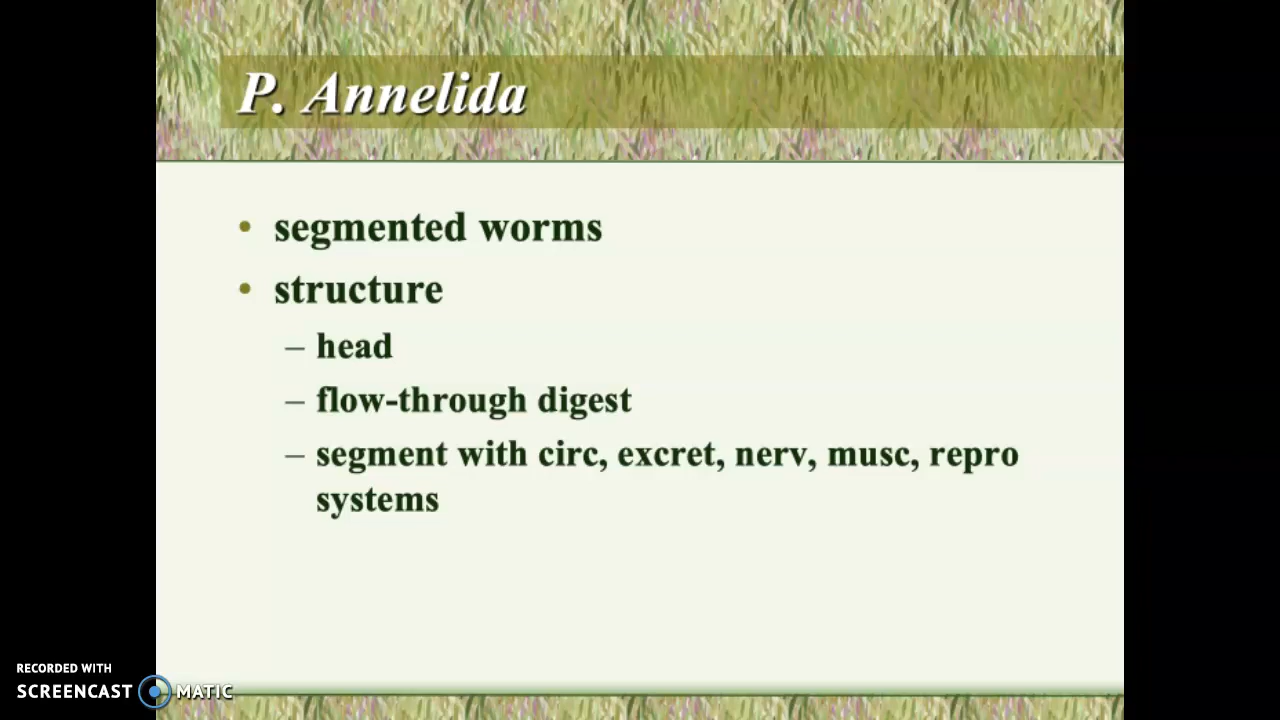 P. Annelida
• segmented worms
• structure
– head
– flow-through digest
– segment with circ, excret, nerv, musc, repro
systems
RECORDED WITH
SCREENCAST MATIC